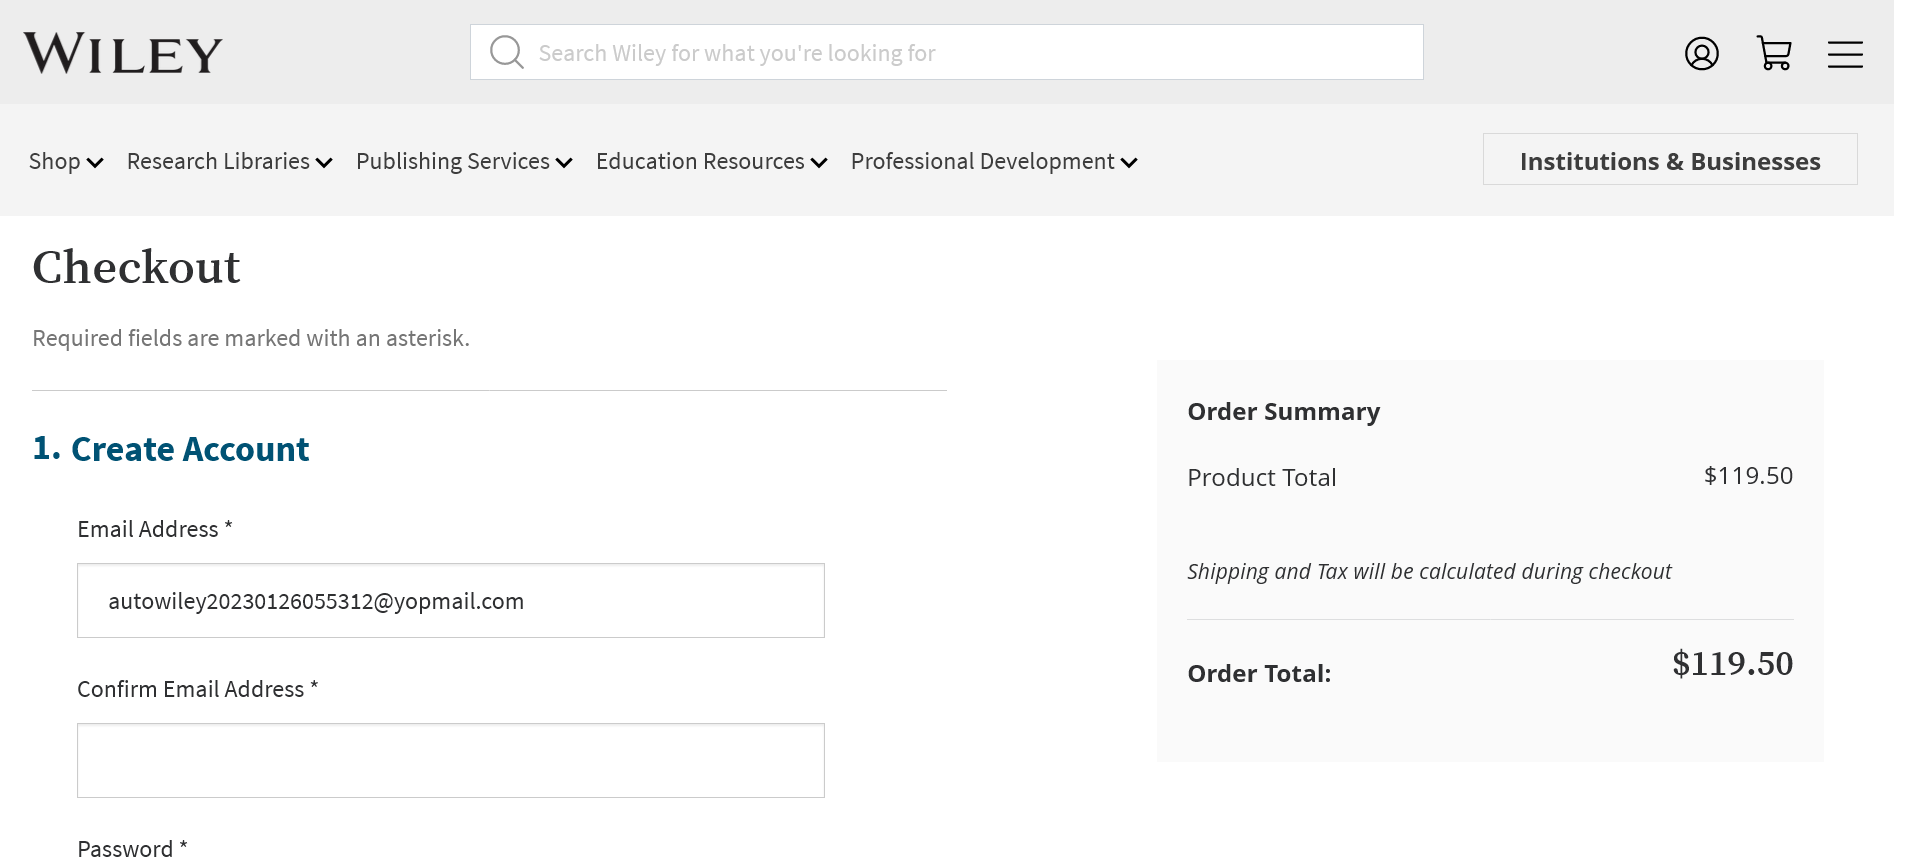 WILEY
Search Wiley for what you're looking for
Shop Research Libraries Publishing Services Education Resources Professional Development Institutions & Businesses
Checkout
Required fields are marked with an asterisk.
1. Create Account
Email Address *
autowiley20230126055312@yopmail.com
Confirm Email Address *
Password *
Order Summary
Product Total $119.50
Shipping and Tax will be calculated during checkout
Order Total: $119.50